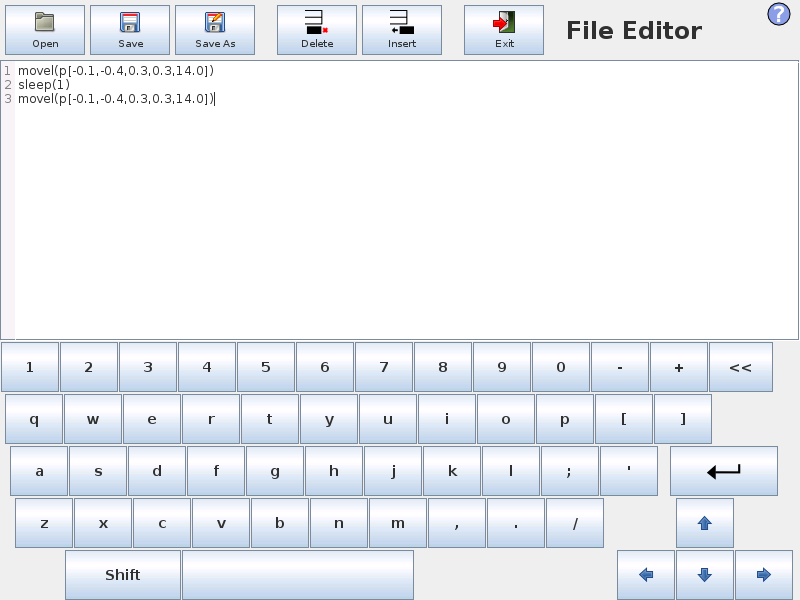 Open Save Save As Delete Insert Exit File Editor ?
1 movel(p[-0.1,-0.4,0.3,0.3,14.0])
2 sleep(1)
3 movel(p[-0.1,-0.4,0.3,0.3,14.0])
1 2 3 4 5 6 7 8 9 0 - + <<
q w e r t y u i o p [ ]
a s d f g h j k l ; '
z x c v b n m , . /
Shift